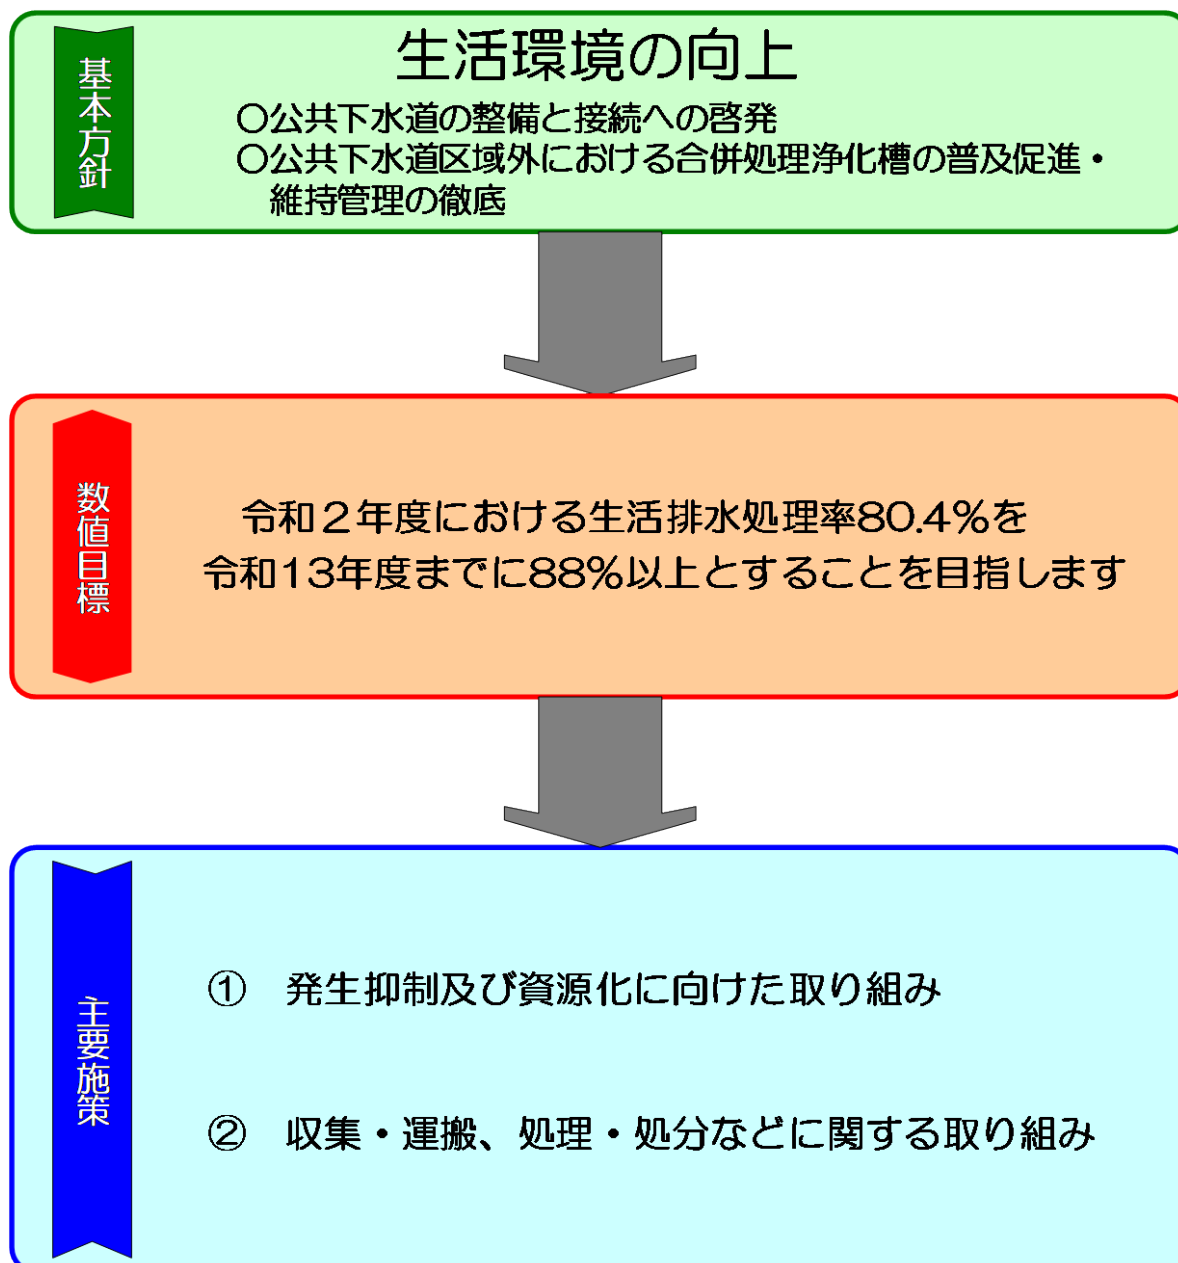 基本方針
生活環境の向上
〇公共下水道の整備と接続への啓発
〇公共下水道区域外における合併処理浄化槽の普及促進・
維持管理の徹底
数値目標
令和２年度における生活排水処理率80.4％を
令和13年度までに88％以上とすることを目指します
主要施策
①　発生抑制及び資源化に向けた取り組み
②　収集・運搬、処理・処分などに関する取り組み